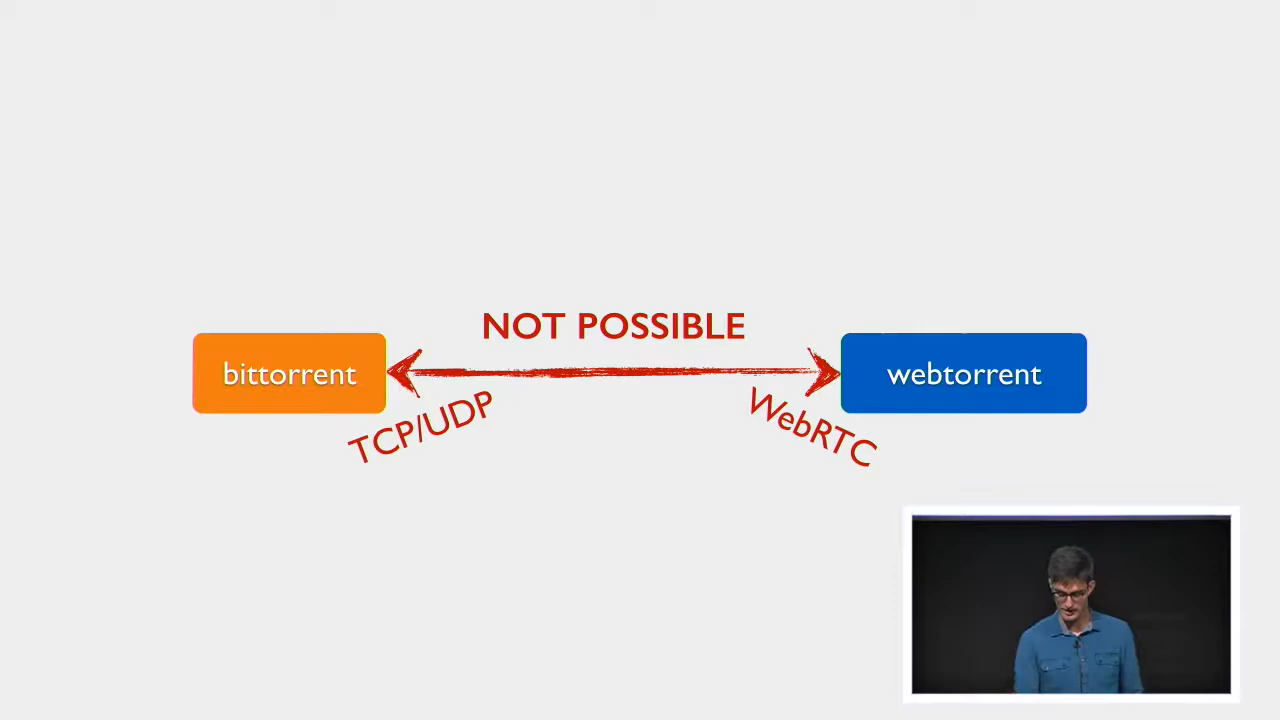 NOT POSSIBLE
bittorrent
webtorrent
TCP/UDP
WebRTC